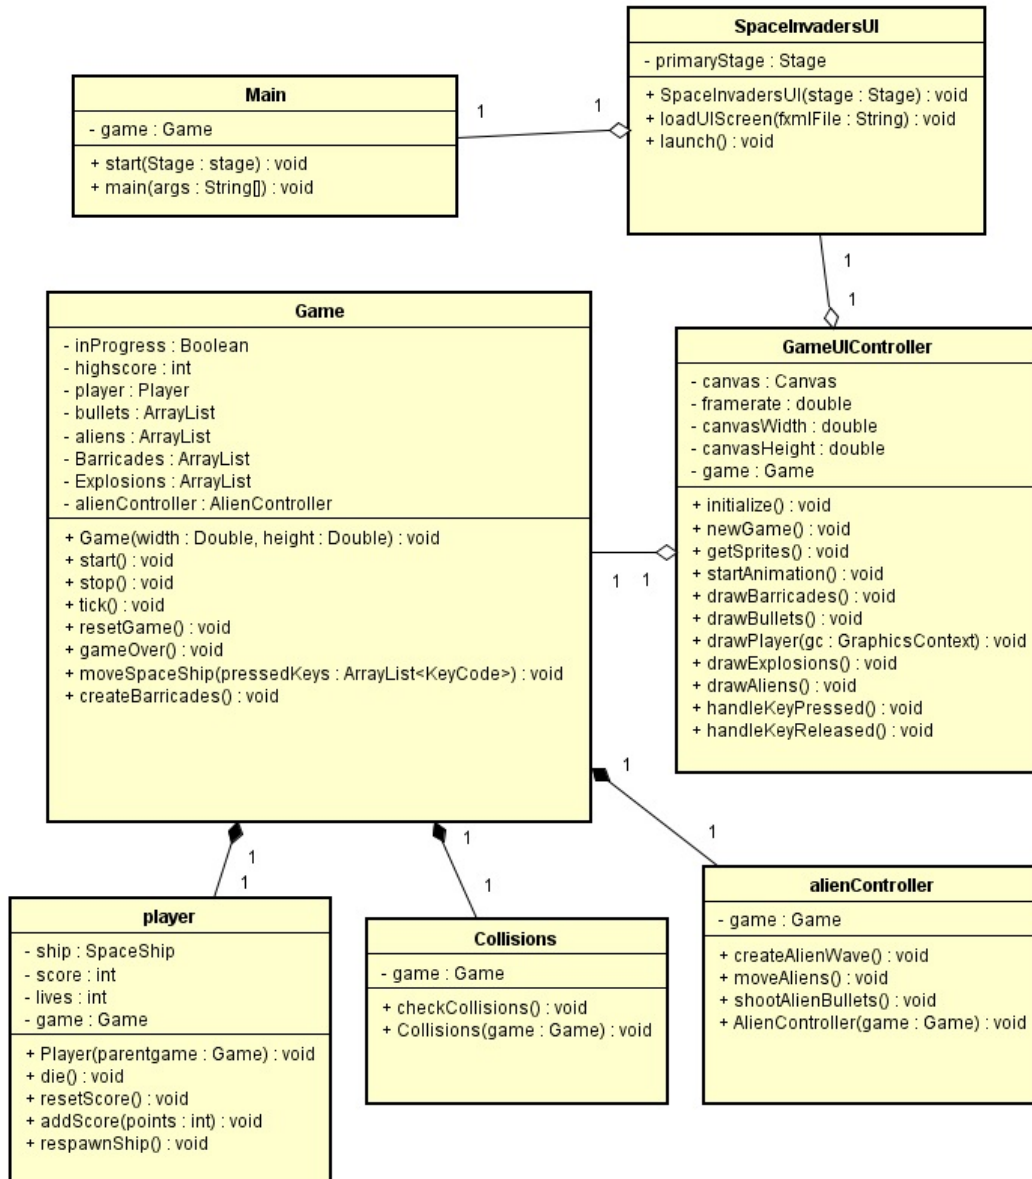 SpaceInvadersUI
- primaryStage : Stage
+ SpaceInvadersUI(stage : Stage) : void
+ loadUIScreen(fxmlFile : String) : void
+ launch() : void
Main
- game : Game
+ start(Stage : stage) : void
+ main(args : String[]) : void
1
1
1
1
Game
- inProgress : Boolean
- highscore : int
- player : Player
- bullets : ArrayList
- aliens : ArrayList
- Barricades : ArrayList
- Explosions : ArrayList
- alienController : AlienController
+ Game(width : Double, height : Double) : void
+ start() : void
+ stop() : void
+ tick() : void
+ resetGame() : void
+ gameOver() : void
+ moveSpaceShip(pressedKeys : ArrayList<KeyCode>) : void
+ createBarricades() : void
GameUIController
- canvas : Canvas
- framerate : double
- canvasWidth : double
- canvasHeight : double
- game : Game
+ initialize() : void
+ newGame() : void
+ getSprites() : void
+ startAnimation() : void
+ drawBarricades() : void
+ drawBullets() : void
+ drawPlayer(gc : GraphicsContext) : void
+ drawExplosions() : void
+ drawAliens() : void
+ handleKeyPressed() : void
+ handleKeyReleased() : void
1
1
1
1
1
1
1
1
player
- ship : SpaceShip
- score : int
- lives : int
- game : Game
+ Player(parentgame : Game) : void
+ die() : void
+ resetScore() : void
+ addScore(points : int) : void
+ respawnShip() : void
Collisions
- game : Game
+ checkCollisions() : void
+ Collisions(game : Game) : void
alienController
- game : Game
+ createAlienWave() : void
+ moveAliens() : void
+ shootAlienBullets() : void
+ AlienController(game : Game) : void